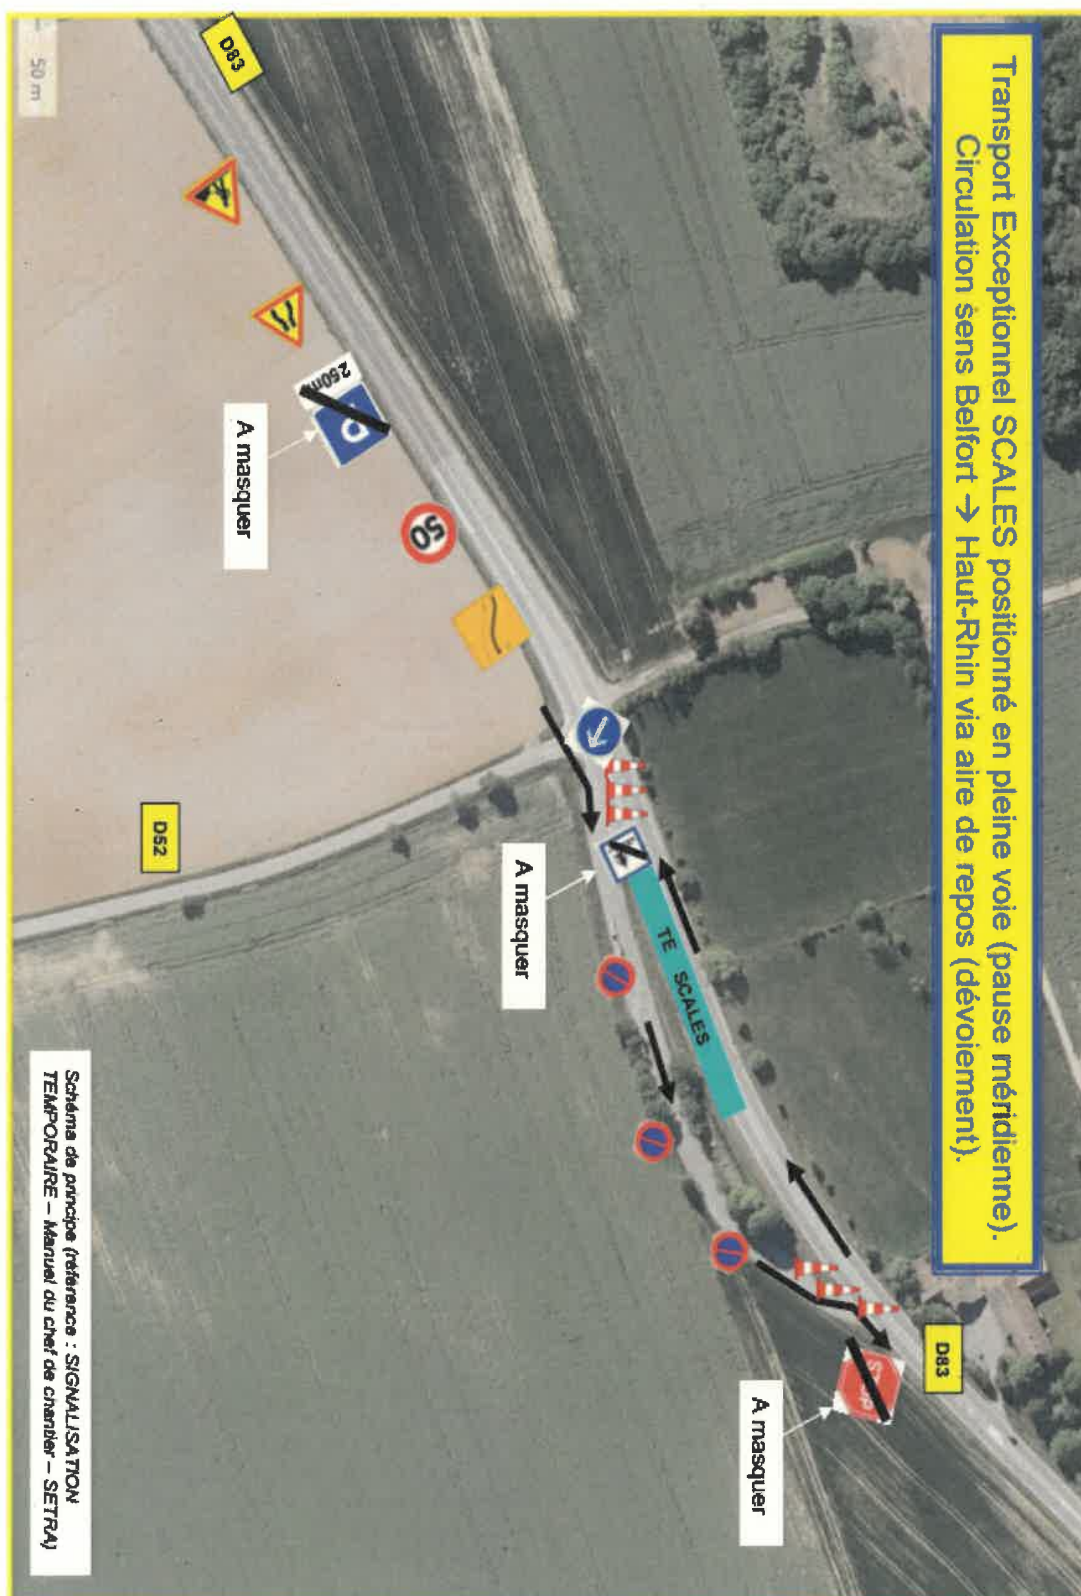 Transport Exceptionnel SCALES positionné en pleine voie (pause méridienne).
Circulation sens Belfort → Haut-Rhin via aire de repos (dévoiement).
D83
D83
TE SCALES
STOP
A masquer
50
P
250m
A masquer
A masquer
D52
50 m
Schéma de principe (référence : SIGNALISATION
TEMPORAIRE – Manuel du chef de chantier – SETRA)